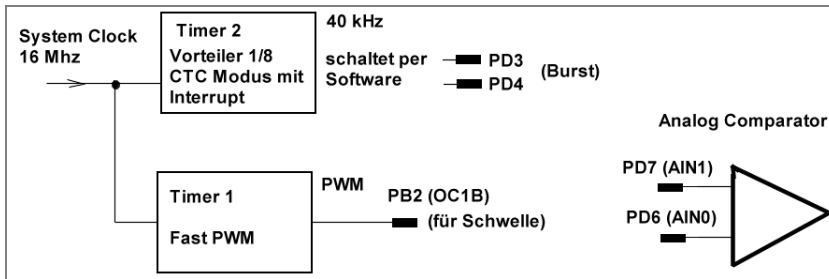 System Clock
16 Mhz
Timer 2
Vorteiler 1/8
CTC Modus mit
Interrupt
40 kHz
schaltet per
Software
PD3
PD4
(Burst)
Analog Comparator
PD7 (AIN1)
PD6 (AIN0)
Timer 1
Fast PWM
PWM
PB2 (OC1B)
(für Schwelle)